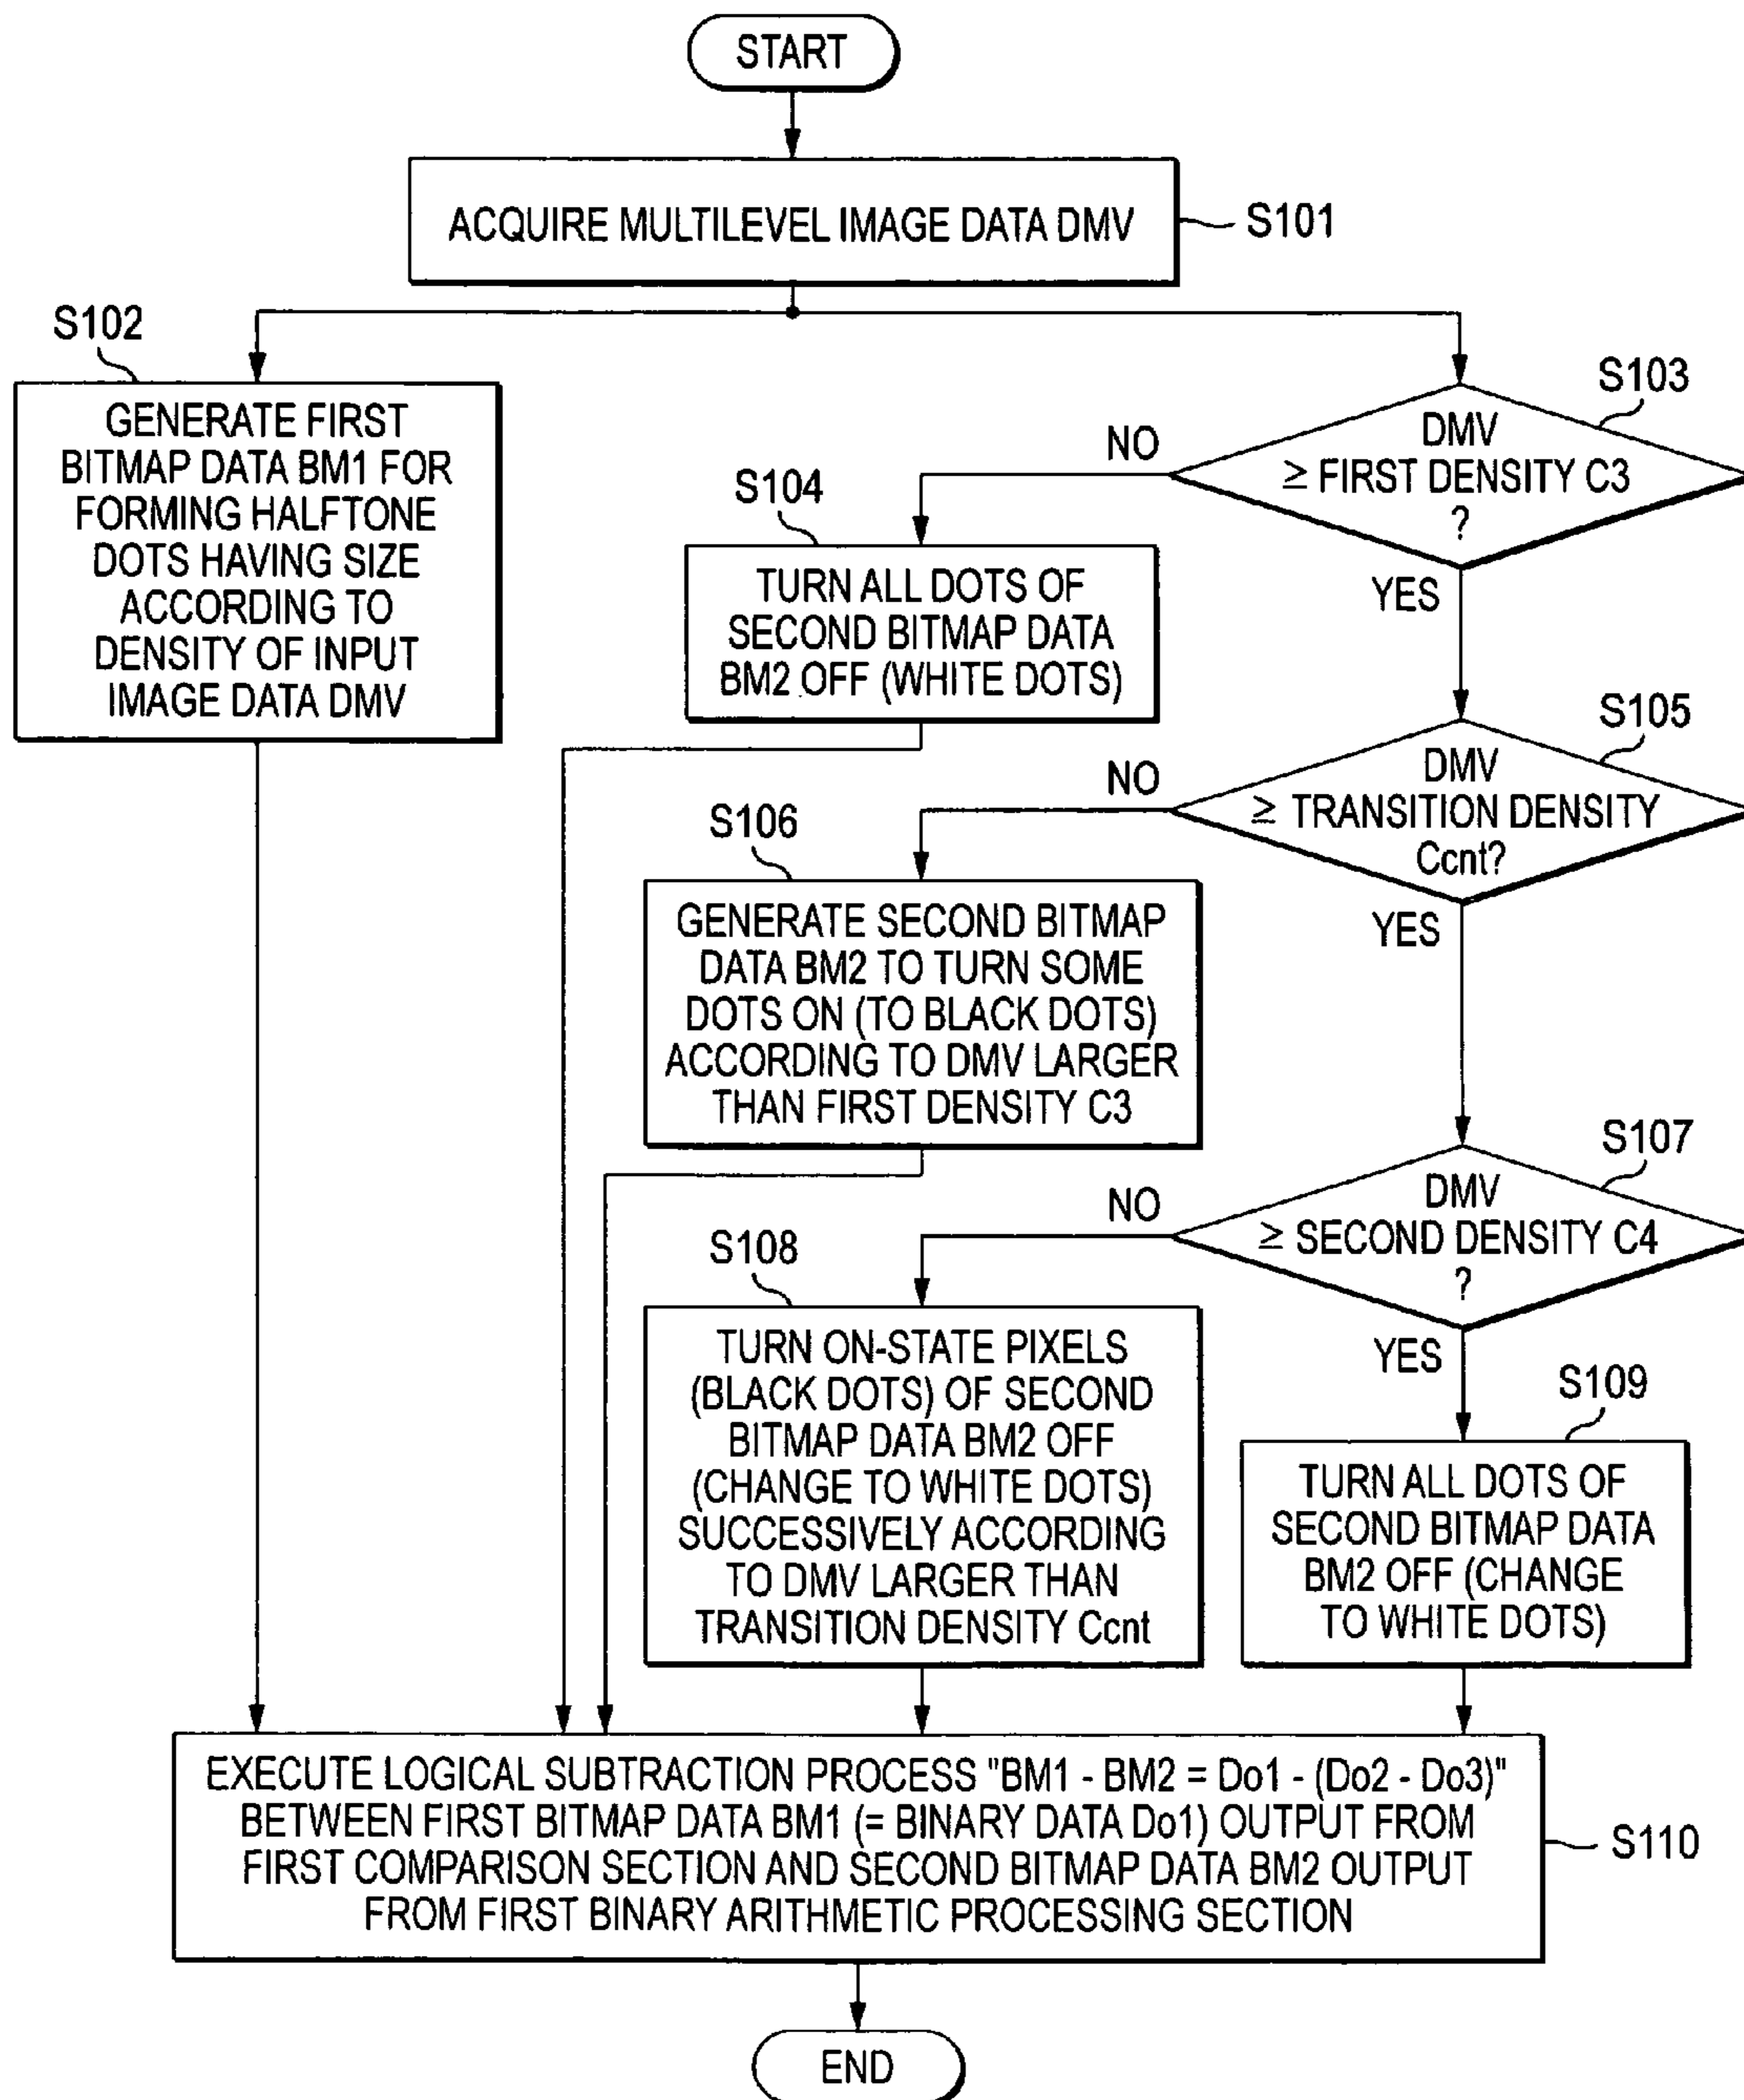 START
ACQUIRE MULTILEVEL IMAGE DATA DMV
S101
S102
GENERATE FIRST
BITMAP DATA BM1 FOR
FORMING HALFTONE
DOTS HAVING SIZE
ACCORDING TO
DENSITY OF INPUT
IMAGE DATA DMV
S103
DMV
≥ FIRST DENSITY C3
?
NO
YES
S104
TURN ALL DOTS OF
SECOND BITMAP DATA
BM2 OFF (WHITE DOTS)
S105
DMV
≥ TRANSITION DENSITY
Ccnt?
NO
YES
S106
GENERATE SECOND BITMAP
DATA BM2 TO TURN SOME
DOTS ON (TO BLACK DOTS)
ACCORDING TO DMV LARGER
THAN FIRST DENSITY C3
S107
DMV
≥ SECOND DENSITY C4
?
NO
YES
S108
TURN ON-STATE PIXELS
(BLACK DOTS) OF SECOND
BITMAP DATA BM2 OFF
(CHANGE TO WHITE DOTS)
SUCCESSIVELY ACCORDING
TO DMV LARGER THAN
TRANSITION DENSITY Ccnt
S109
TURN ALL DOTS OF
SECOND BITMAP DATA
BM2 OFF (CHANGE
TO WHITE DOTS)
EXECUTE LOGICAL SUBTRACTION PROCESS "BM1 - BM2 = Do1 - (Do2 - Do3)"
BETWEEN FIRST BITMAP DATA BM1 (= BINARY DATA Do1) OUTPUT FROM
FIRST COMPARISON SECTION AND SECOND BITMAP DATA BM2 OUTPUT
FROM FIRST BINARY ARITHMETIC PROCESSING SECTION
S110
END